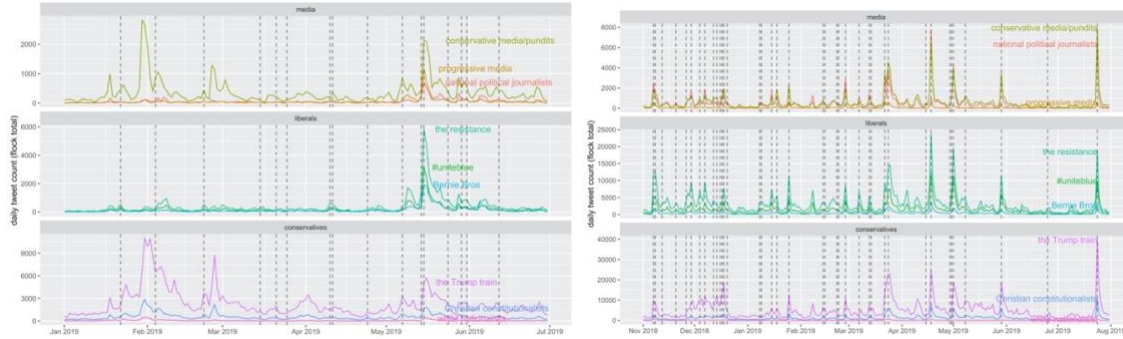 media
conservative media/pundits
progressive media
national political journalists
2000
1000
0
liberals
the resistance
#uniteblue
Bernie Bros
6000
4000
2000
0
conservatives
the Trump train
Christian constitutionalists
9000
6000
3000
0
daily tweet count (flock total)
Jan 2019 Feb 2019 Mar 2019 Apr 2019 May 2019 Jun 2019 Jul 2019
media
conservative media/pundits
national political journalists
progressive media
8000
6000
4000
2000
0
liberals
the resistance
#uniteblue
Bernie Bros
25000
20000
15000
10000
5000
0
conservatives
the Trump train
Christian constitutionalists
40000
30000
20000
10000
0
daily tweet count (flock total)
Nov 2018 Dec 2018 Jan 2019 Feb 2019 Mar 2019 Apr 2019 May 2019 Jun 2019 Jul 2019 Aug 2019